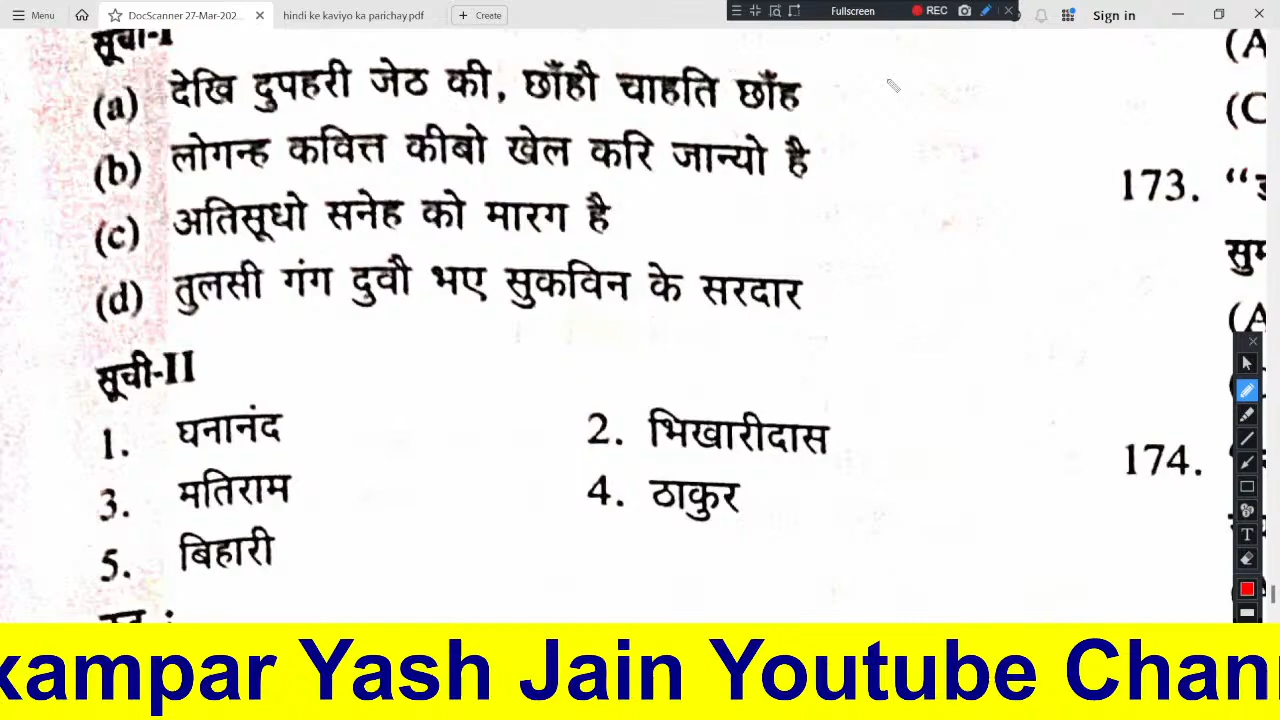 Menu DocScanner 27-Mar-202... hindi ke kaviyo ka parichay.pdf Create Fullscreen REC Sign in
सूची-I
(a) देखि दुपहरी जेठ की, छाँहौ चाहति छाँह
(b) लोगन्ह कवित्त कीबो खेल करि जान्यो है
(c) अतिसूधो सनेह को मारग है
(d) तुलसी गंग दुवौ भए सुकविन के सरदार
सूची-II
1. घनानंद 2. भिखारीदास
3. मतिराम 4. ठाकुर
5. बिहारी
(A
(C
173. “
(A
174.
xampar Yash Jain Youtube Chan